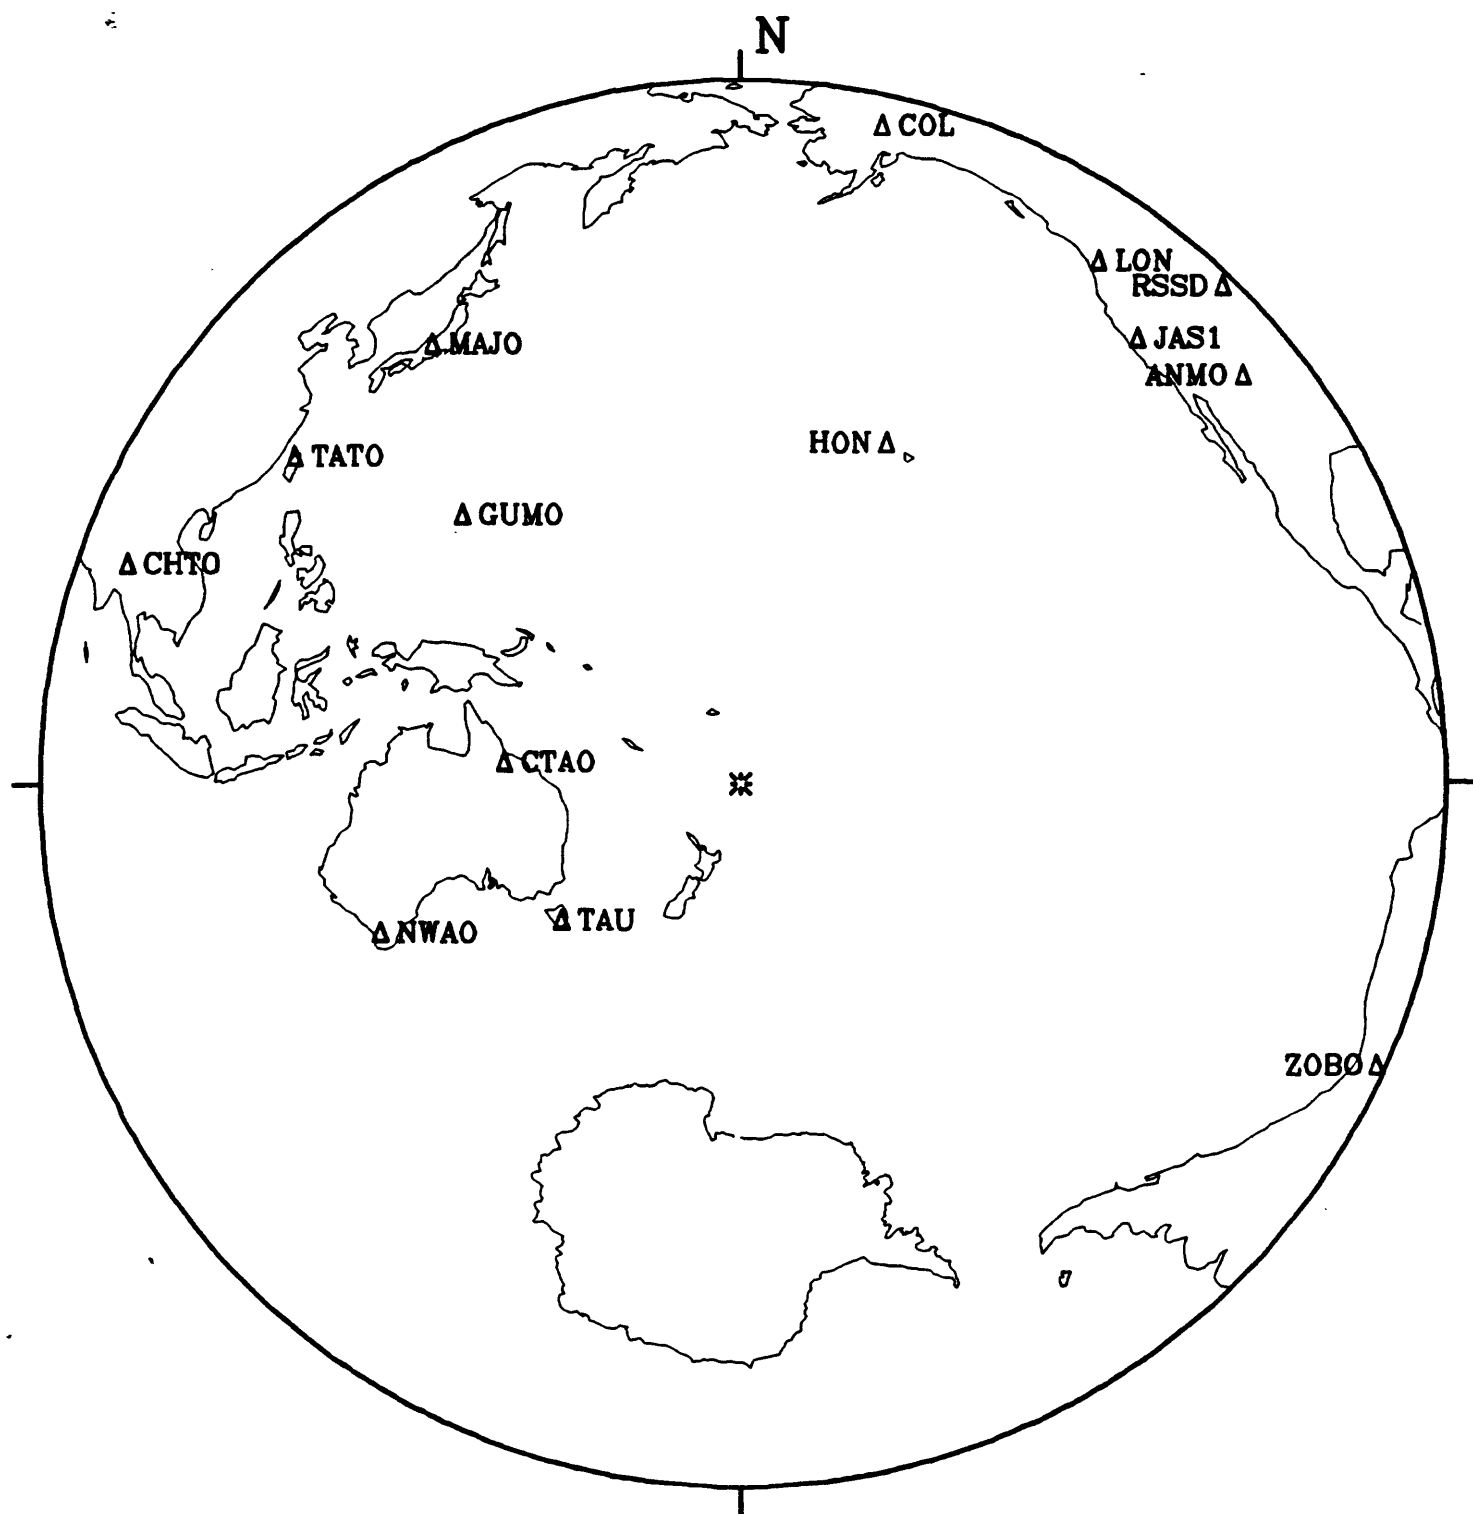 N
COL
LON
RSSD
JAS1
MAJO
ANMO
HON
TATO
GUMO
CHTO
CTAO
TAU
NWAO
ZOBO